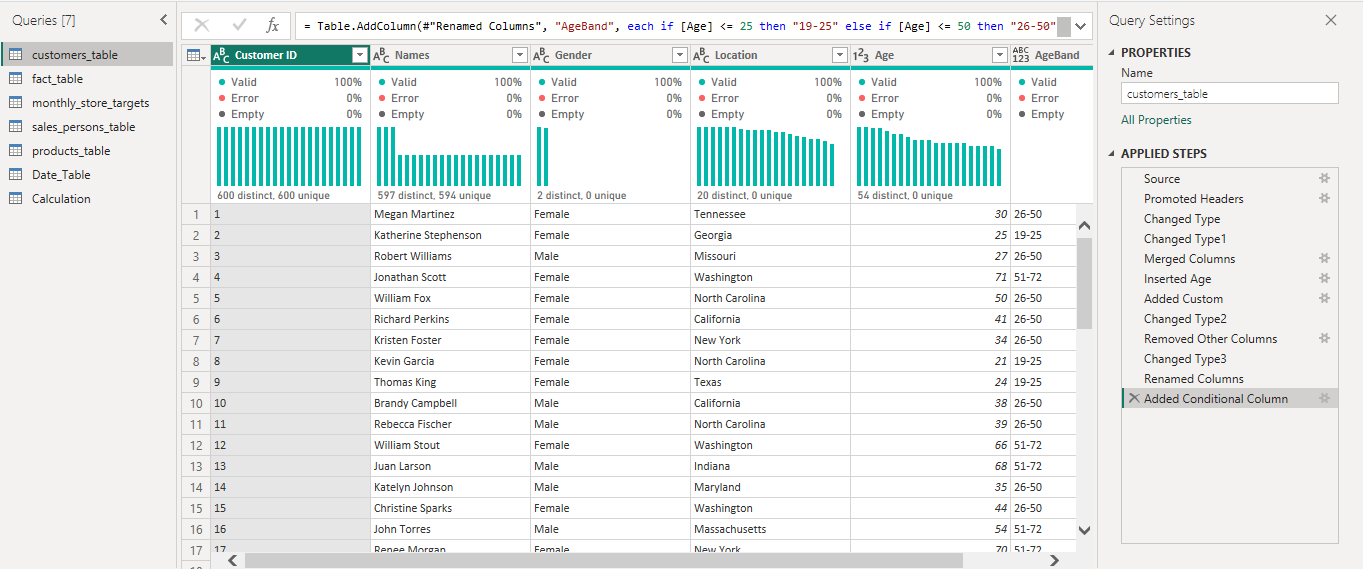 Queries [7]
customers_table
fact_table
monthly_store_targets
sales_persons_table
products_table
Date_Table
Calculation
fx
= Table.AddColumn(#"Renamed Columns", "AgeBand", each if [Age] <= 25 then "19-25" else if [Age] <= 50 then "26-50"
ABC Customer ID ABC Names ABC Gender ABC Location 123 Age ABC 123 AgeBand
Valid 100% Valid 100% Valid 100% Valid 100% Valid 100% Valid
Error 0% Error 0% Error 0% Error 0% Error 0% Error
Empty 0% Empty 0% Empty 0% Empty 0% Empty 0% Empty
600 distinct, 600 unique 597 distinct, 594 unique 2 distinct, 0 unique 20 distinct, 0 unique 54 distinct, 0 unique
1 1 Megan Martinez Female Tennessee 30 26-50
2 2 Katherine Stephenson Female Georgia 25 19-25
3 3 Robert Williams Male Missouri 27 26-50
4 4 Jonathan Scott Female Washington 71 51-72
5 5 William Fox Female North Carolina 50 26-50
6 6 Richard Perkins Female California 41 26-50
7 7 Kristen Foster Female New York 34 26-50
8 8 Kevin Garcia Female North Carolina 21 19-25
9 9 Thomas King Female Texas 24 19-25
10 10 Brandy Campbell Male California 38 26-50
11 11 Rebecca Fischer Male North Carolina 39 26-50
12 12 William Stout Female Washington 66 51-72
13 13 Juan Larson Male Indiana 68 51-72
14 14 Katelyn Johnson Male Maryland 35 26-50
15 15 Christine Sparks Female Washington 44 26-50
16 16 John Torres Male Massachusetts 54 51-72
17 17 Renee Morgan Female New York 70 51-72
Query Settings
PROPERTIES
Name
customers_table
All Properties
APPLIED STEPS
Source
Promoted Headers
Changed Type
Changed Type1
Merged Columns
Inserted Age
Added Custom
Changed Type2
Removed Other Columns
Changed Type3
Renamed Columns
Added Conditional Column